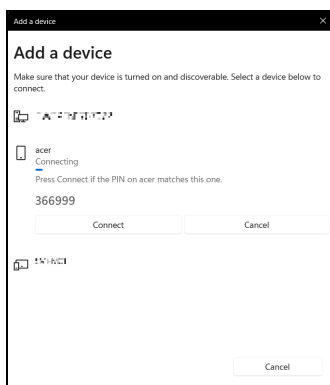 Add a device
Add a device
Make sure that your device is turned on and discoverable. Select a device below to
connect.
acer
Connecting
Press Connect if the PIN on acer matches this one.
366999
Connect
Cancel
Cancel